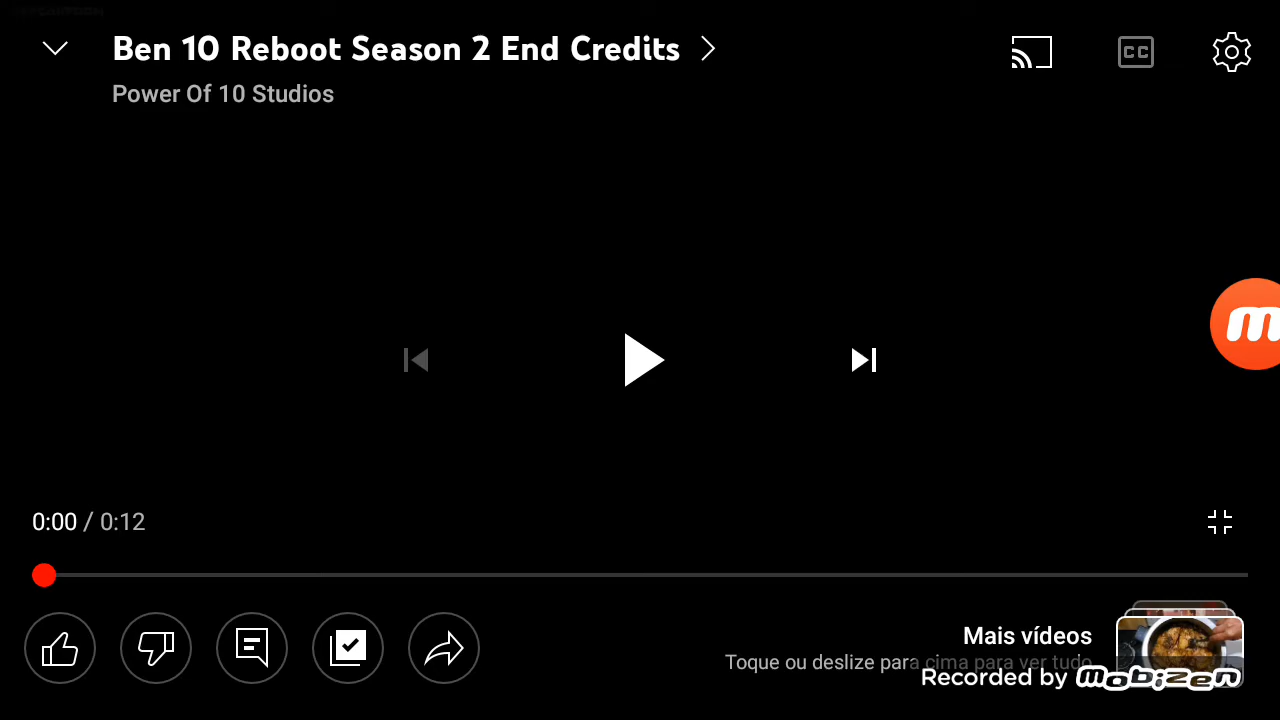 Ben 10 Reboot Season 2 End Credits
Power Of 10 Studios
CC
m
0:00 / 0:12
Mais vídeos
Toque ou deslize para cima para ver tudo
Recorded by mobizen